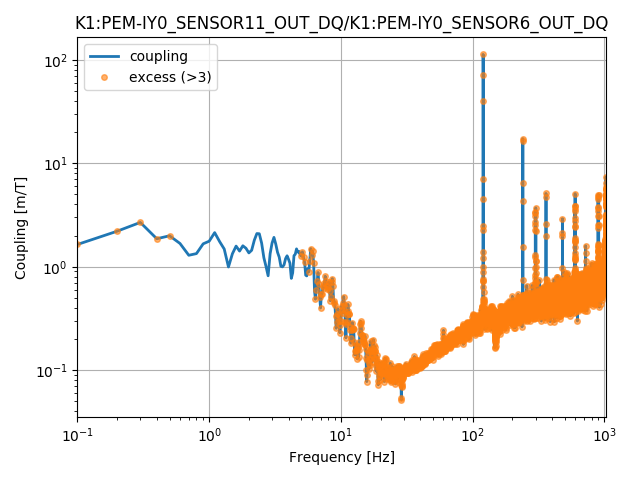 K1:PEM-IY0_SENSOR11_OUT_DQ/K1:PEM-IY0_SENSOR6_OUT_DQ
coupling
excess (>3)
10²
10¹
10⁰
10⁻¹
Coupling [m/T]
10⁻¹
10⁰
10¹
10²
10³
Frequency [Hz]